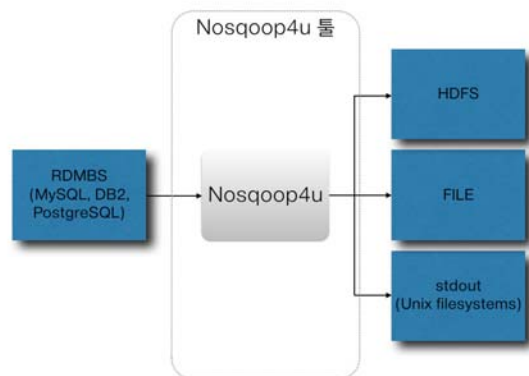 Nosqoop4u 툴
RDMBS
(MySQL, DB2,
PostgreSQL)
Nosqoop4u
HDFS
FILE
stdout
(Unix filesystems)